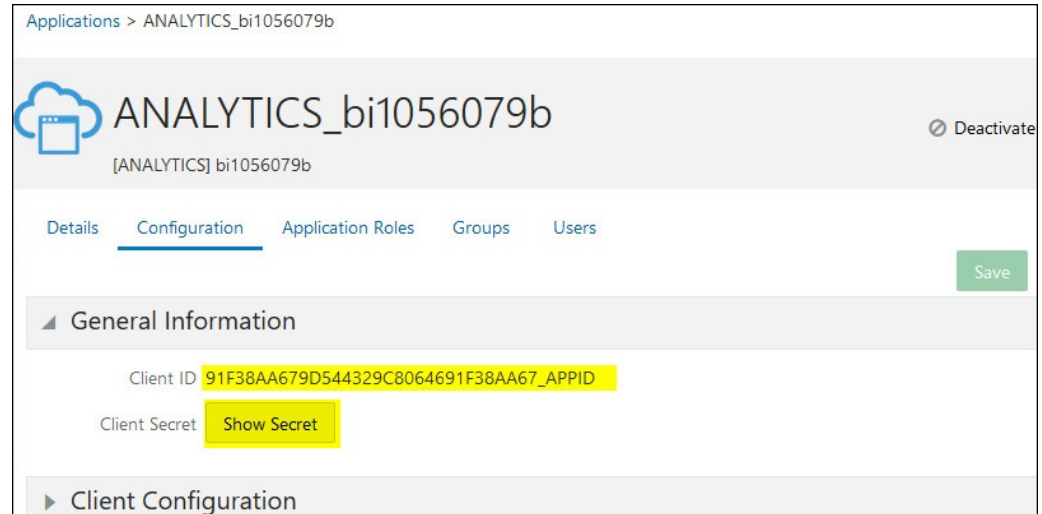 Applications > ANALYTICS_bi1056079b
ANALYTICS_bi1056079b
Deactivate
[ANALYTICS] bi1056079b
Details Configuration Application Roles Groups Users
Save
General Information
Client ID 91F38AA679D544329C8064691F38AA67_APPID
Client Secret Show Secret
Client Configuration